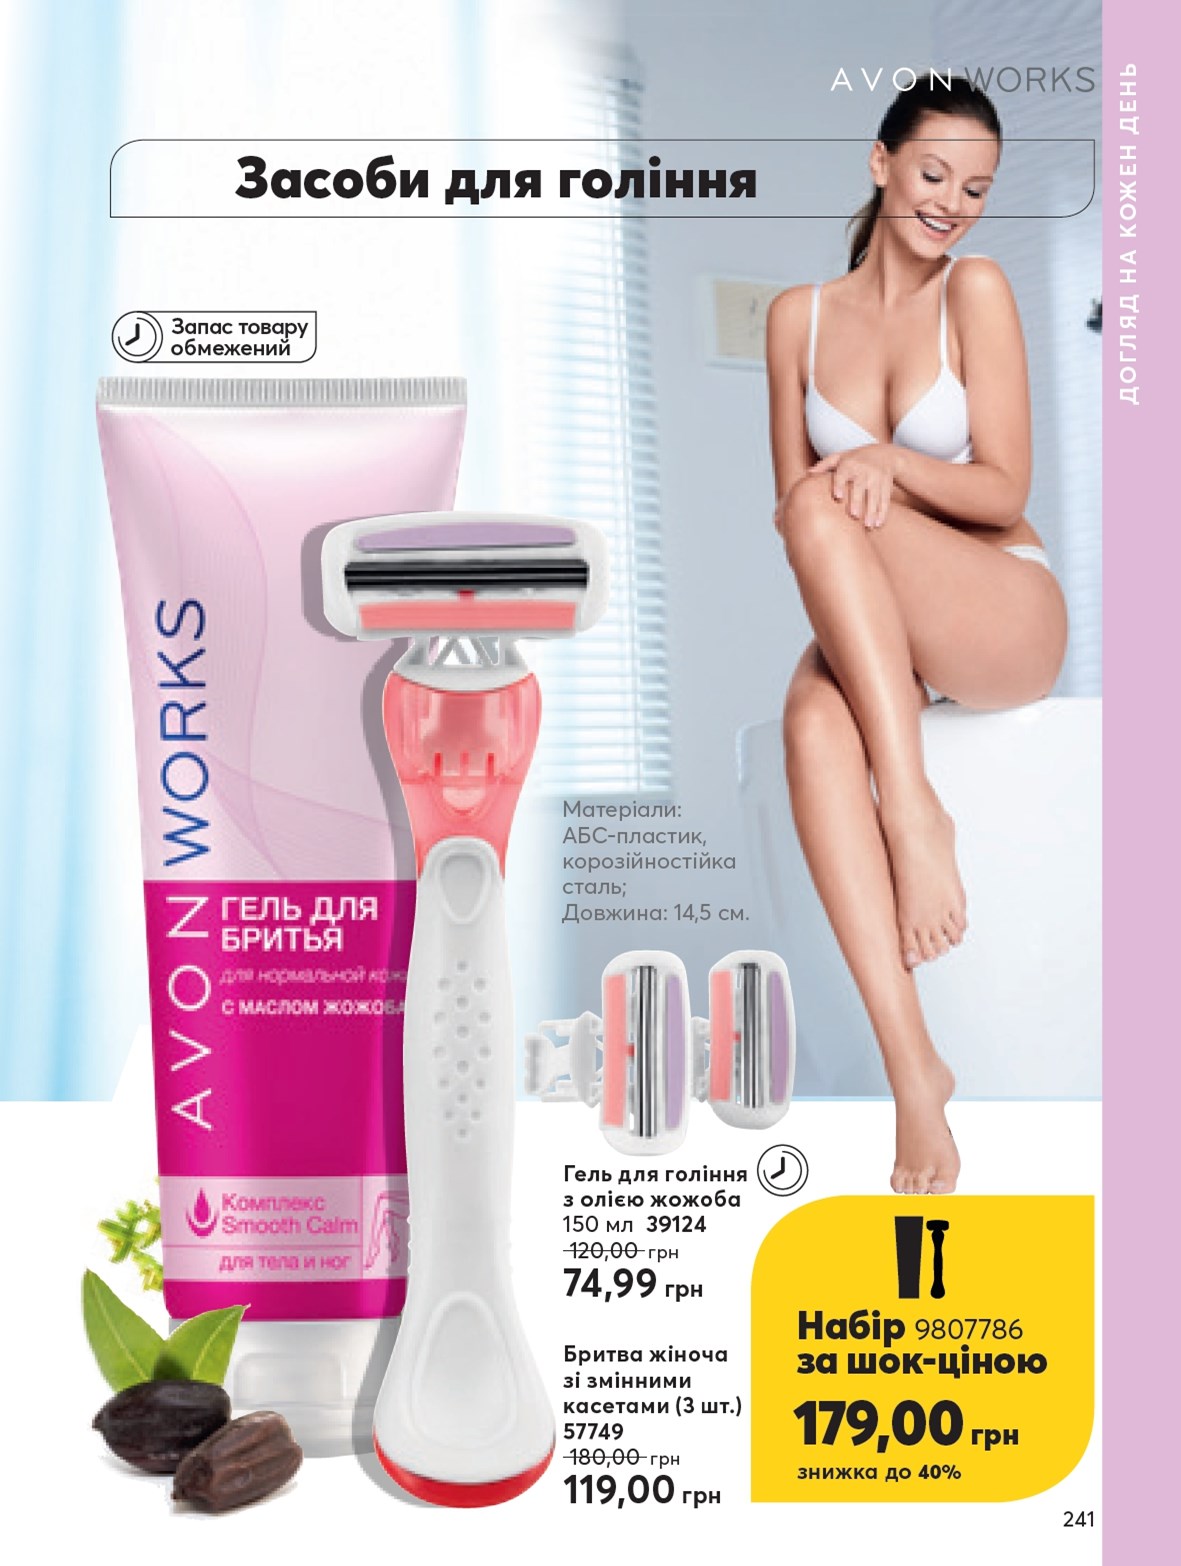 AVON WORKS
ДОГЛЯД НА КОЖЕН ДЕНЬ
Засоби для гоління
Запас товару
обмежений
AVON WORKS
ГЕЛЬ ДЛЯ
БРИТЬЯ
для нормальной кожи
С МАСЛОМ ЖОЖОБА
Комплекс
Smooth Calm
для тела и ног
Матеріали:
АБС-пластик,
корозійностійка
сталь;
Довжина: 14,5 см.
Гель для гоління
з олією жожоба
150 мл 39124
120,00 грн
74,99 грн
Бритва жіноча
зі змінними
касетами (3 шт.)
57749
180,00 грн
119,00 грн
Набір 9807786
за шок-ціною
179,00 грн
знижка до 40%
241